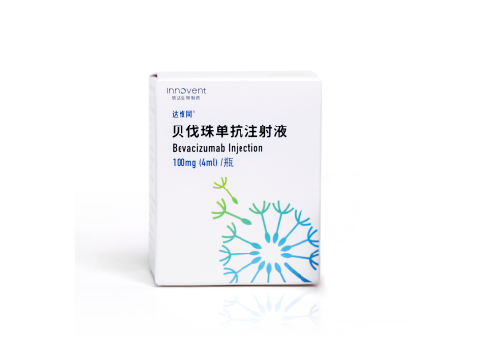 Innovent
信达生物制药
达攸同®
贝伐珠单抗注射液
Bevacizumab Injection
100mg (4ml) /瓶